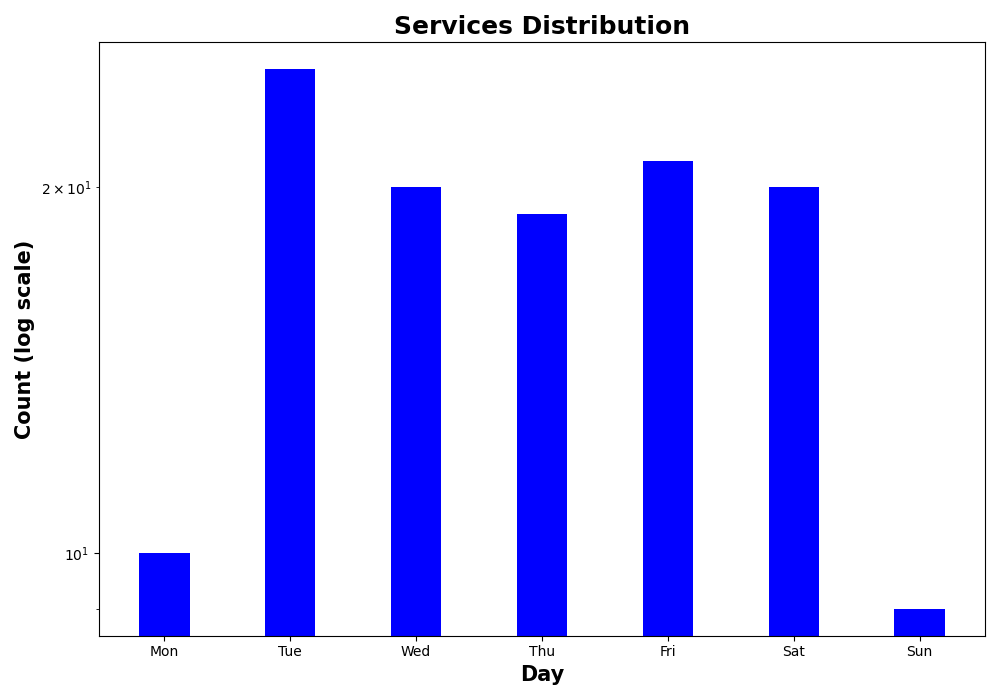 Services Distribution
Count (log scale)
2 × 10¹
10¹
Mon Tue Wed Thu Fri Sat Sun
Day